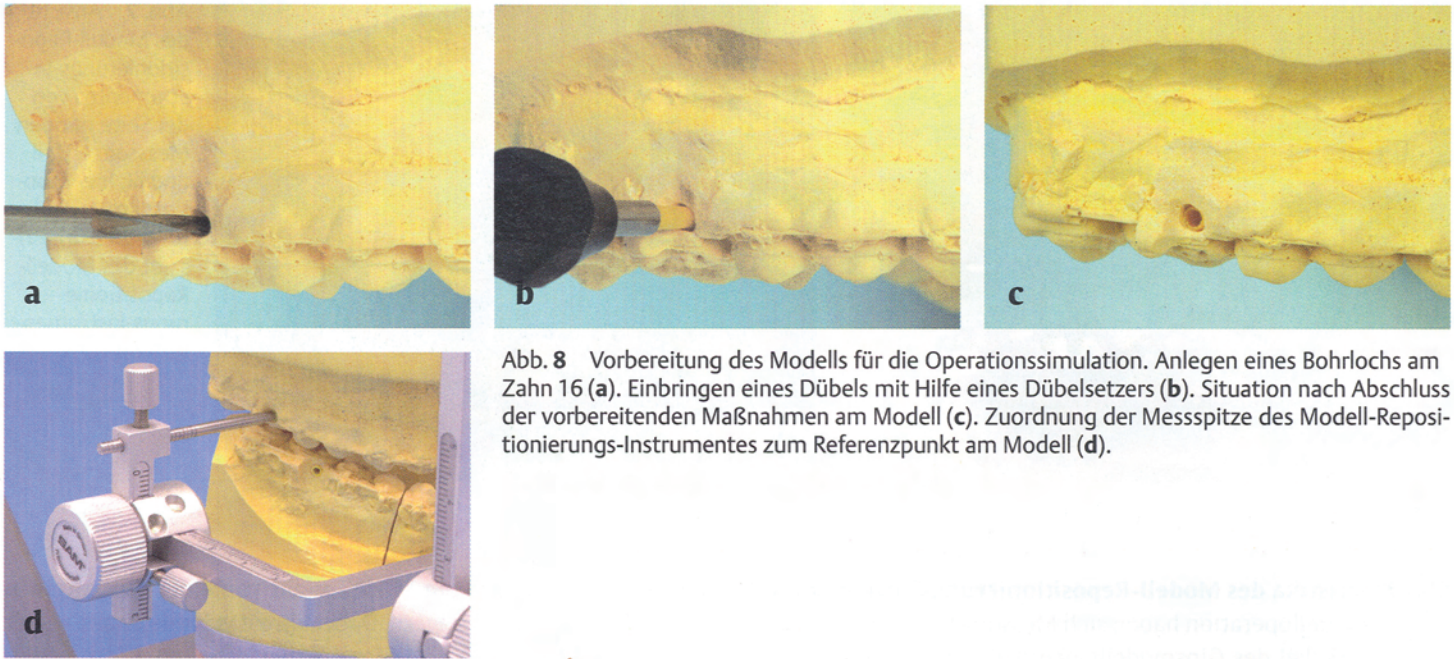 a
b
c
Abb. 8 Vorbereitung des Modells für die Operationssimulation. Anlegen eines Bohrlochs am
Zahn 16 (a). Einbringen eines Dübels mit Hilfe eines Dübelsetzers (b). Situation nach Abschluss
der vorbereitenden Maßnahmen am Modell (c). Zuordnung der Messspitze des Modell-Reposi-
tionierungs-Instrumentes zum Referenzpunkt am Modell (d).
SAM
d